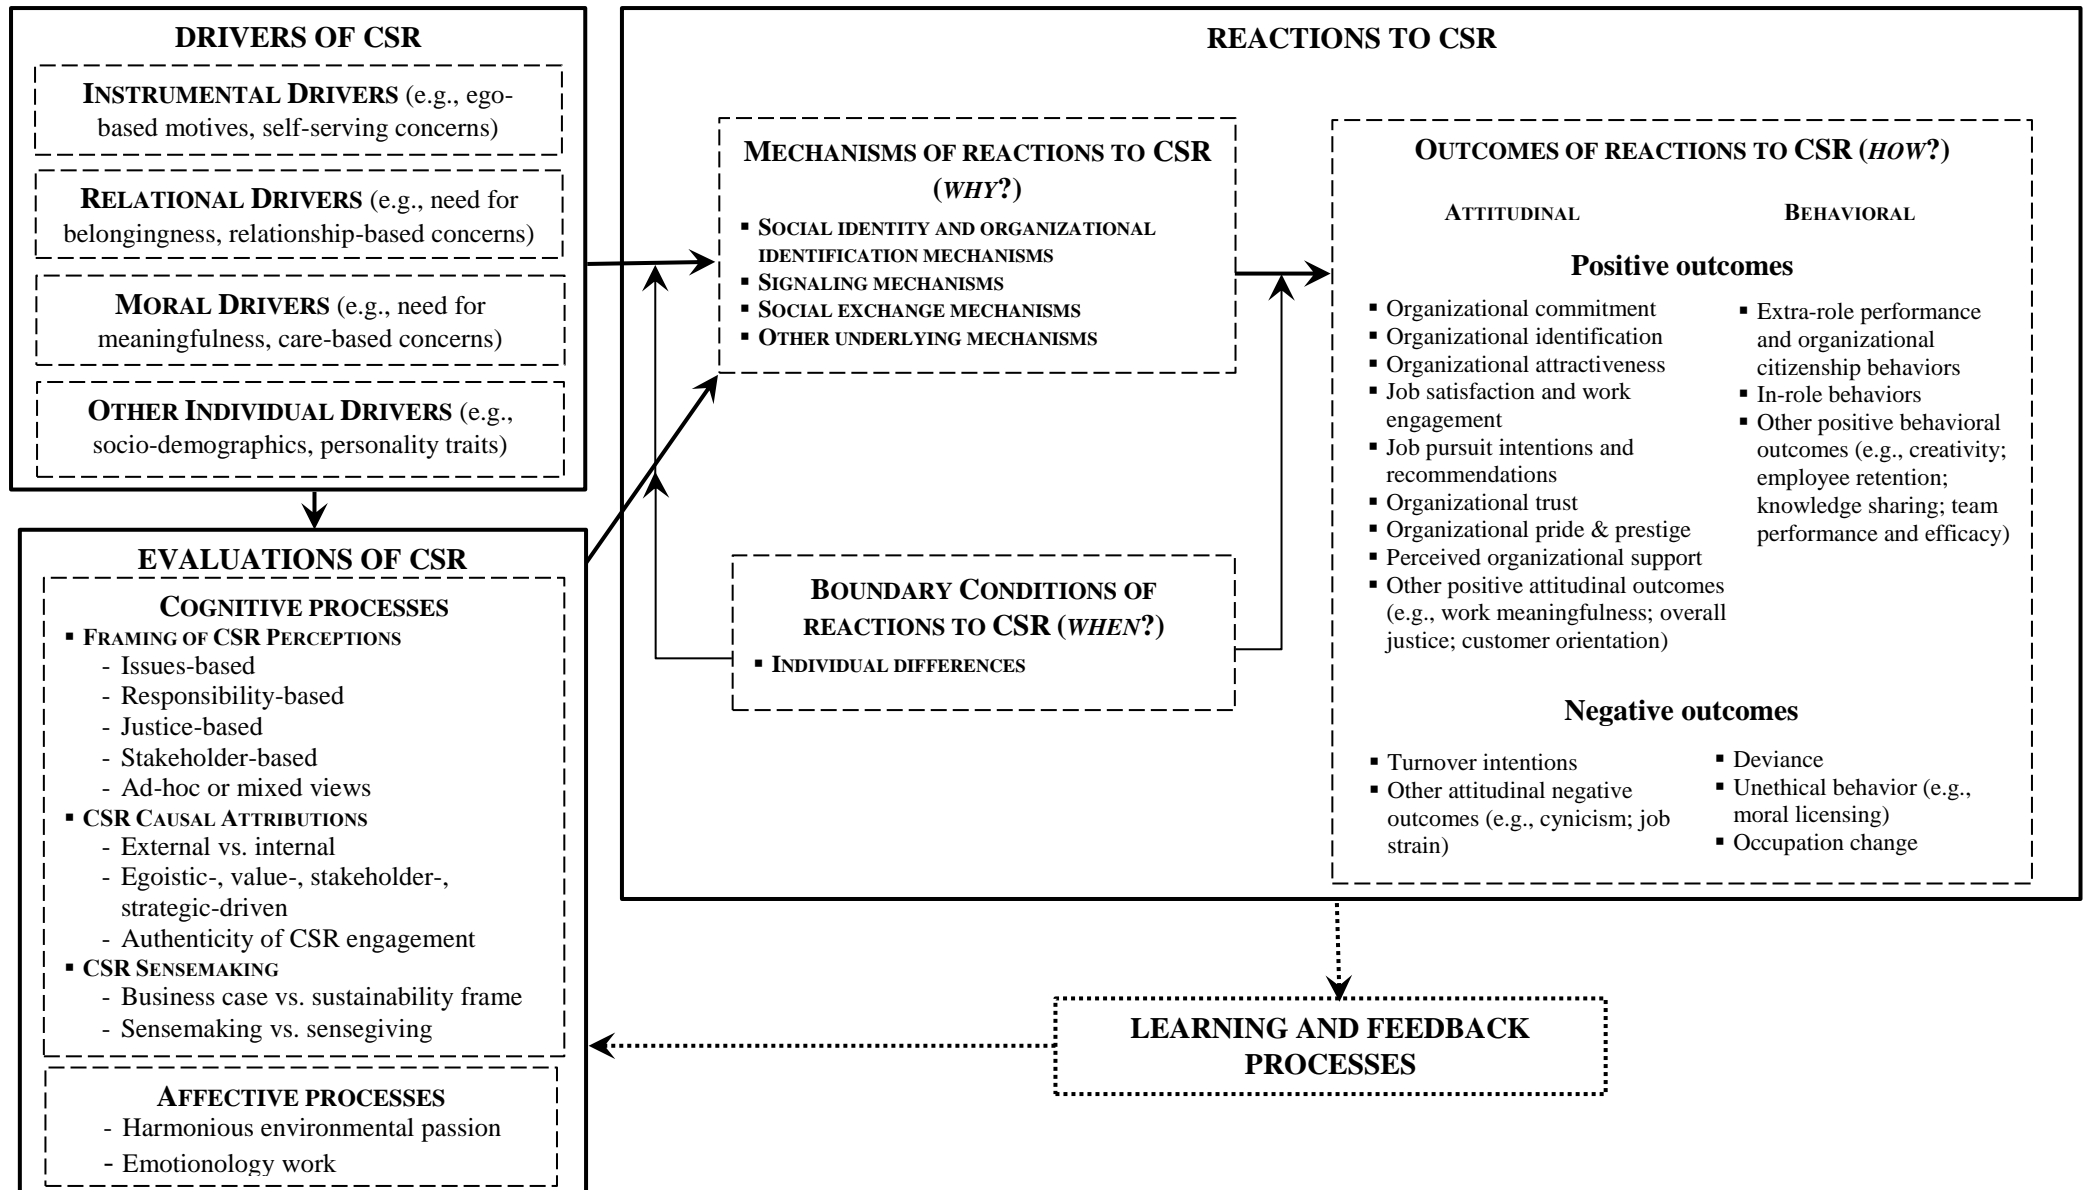 DRIVERS OF CSR
INSTRUMENTAL DRIVERS (e.g., ego-
based motives, self-serving concerns)
RELATIONAL DRIVERS (e.g., need for
belongingness, relationship-based concerns)
MORAL DRIVERS (e.g., need for
meaningfulness, care-based concerns)
OTHER INDIVIDUAL DRIVERS (e.g.,
socio-demographics, personality traits)
EVALUATIONS OF CSR
COGNITIVE PROCESSES
▪ FRAMING OF CSR PERCEPTIONS
- Issues-based
- Responsibility-based
- Justice-based
- Stakeholder-based
- Ad-hoc or mixed views
▪ CSR CAUSAL ATTRIBUTIONS
- External vs. internal
- Egoistic-, value-, stakeholder-,
strategic-driven
- Authenticity of CSR engagement
▪ CSR SENSEMAKING
- Business case vs. sustainability frame
- Sensemaking vs. sensegiving
AFFECTIVE PROCESSES
- Harmonious environmental passion
- Emotionology work
REACTIONS TO CSR
MECHANISMS OF REACTIONS TO CSR
(WHY?)
▪ SOCIAL IDENTITY AND ORGANIZATIONAL
IDENTIFICATION MECHANISMS
▪ SIGNALING MECHANISMS
▪ SOCIAL EXCHANGE MECHANISMS
▪ OTHER UNDERLYING MECHANISMS
BOUNDARY CONDITIONS OF
REACTIONS TO CSR (WHEN?)
▪ INDIVIDUAL DIFFERENCES
OUTCOMES OF REACTIONS TO CSR (HOW?)
ATTITUDINAL
BEHAVIORAL
Positive outcomes
▪ Organizational commitment
▪ Organizational identification
▪ Organizational attractiveness
▪ Job satisfaction and work
engagement
▪ Job pursuit intentions and
recommendations
▪ Organizational trust
▪ Organizational pride & prestige
▪ Perceived organizational support
▪ Other positive attitudinal outcomes
(e.g., work meaningfulness; overall
justice; customer orientation)
▪ Extra-role performance
and organizational
citizenship behaviors
▪ In-role behaviors
▪ Other positive behavioral
outcomes (e.g., creativity;
employee retention;
knowledge sharing; team
performance and efficacy)
Negative outcomes
▪ Turnover intentions
▪ Other attitudinal negative
outcomes (e.g., cynicism; job
strain)
▪ Deviance
▪ Unethical behavior (e.g.,
moral licensing)
▪ Occupation change
LEARNING AND FEEDBACK
PROCESSES